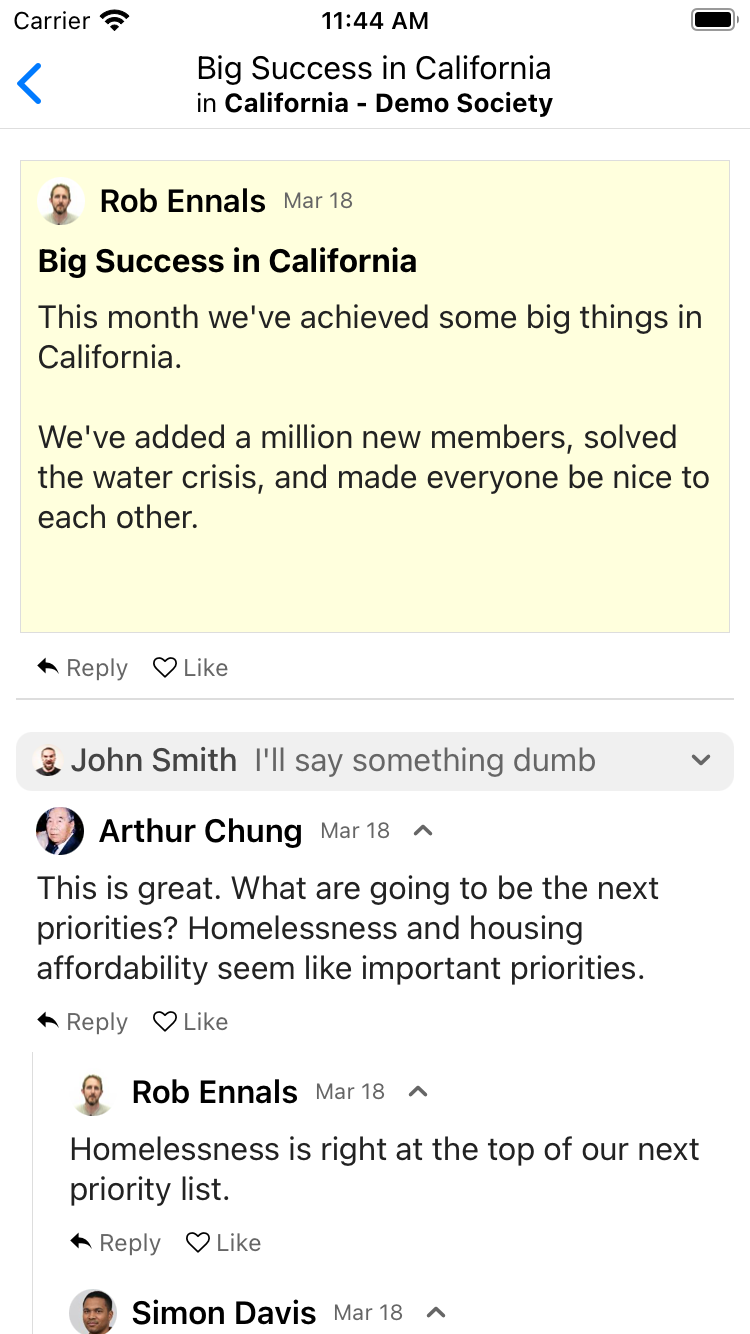 Carrier 11:44 AM
Big Success in California
in California - Demo Society
Rob Ennals Mar 18
Big Success in California
This month we've achieved some big things in
California.
We've added a million new members, solved
the water crisis, and made everyone be nice to
each other.
Reply Like
John Smith I'll say something dumb
Arthur Chung Mar 18
This is great. What are going to be the next
priorities? Homelessness and housing
affordability seem like important priorities.
Reply Like
Rob Ennals Mar 18
Homelessness is right at the top of our next
priority list.
Reply Like
Simon Davis Mar 18